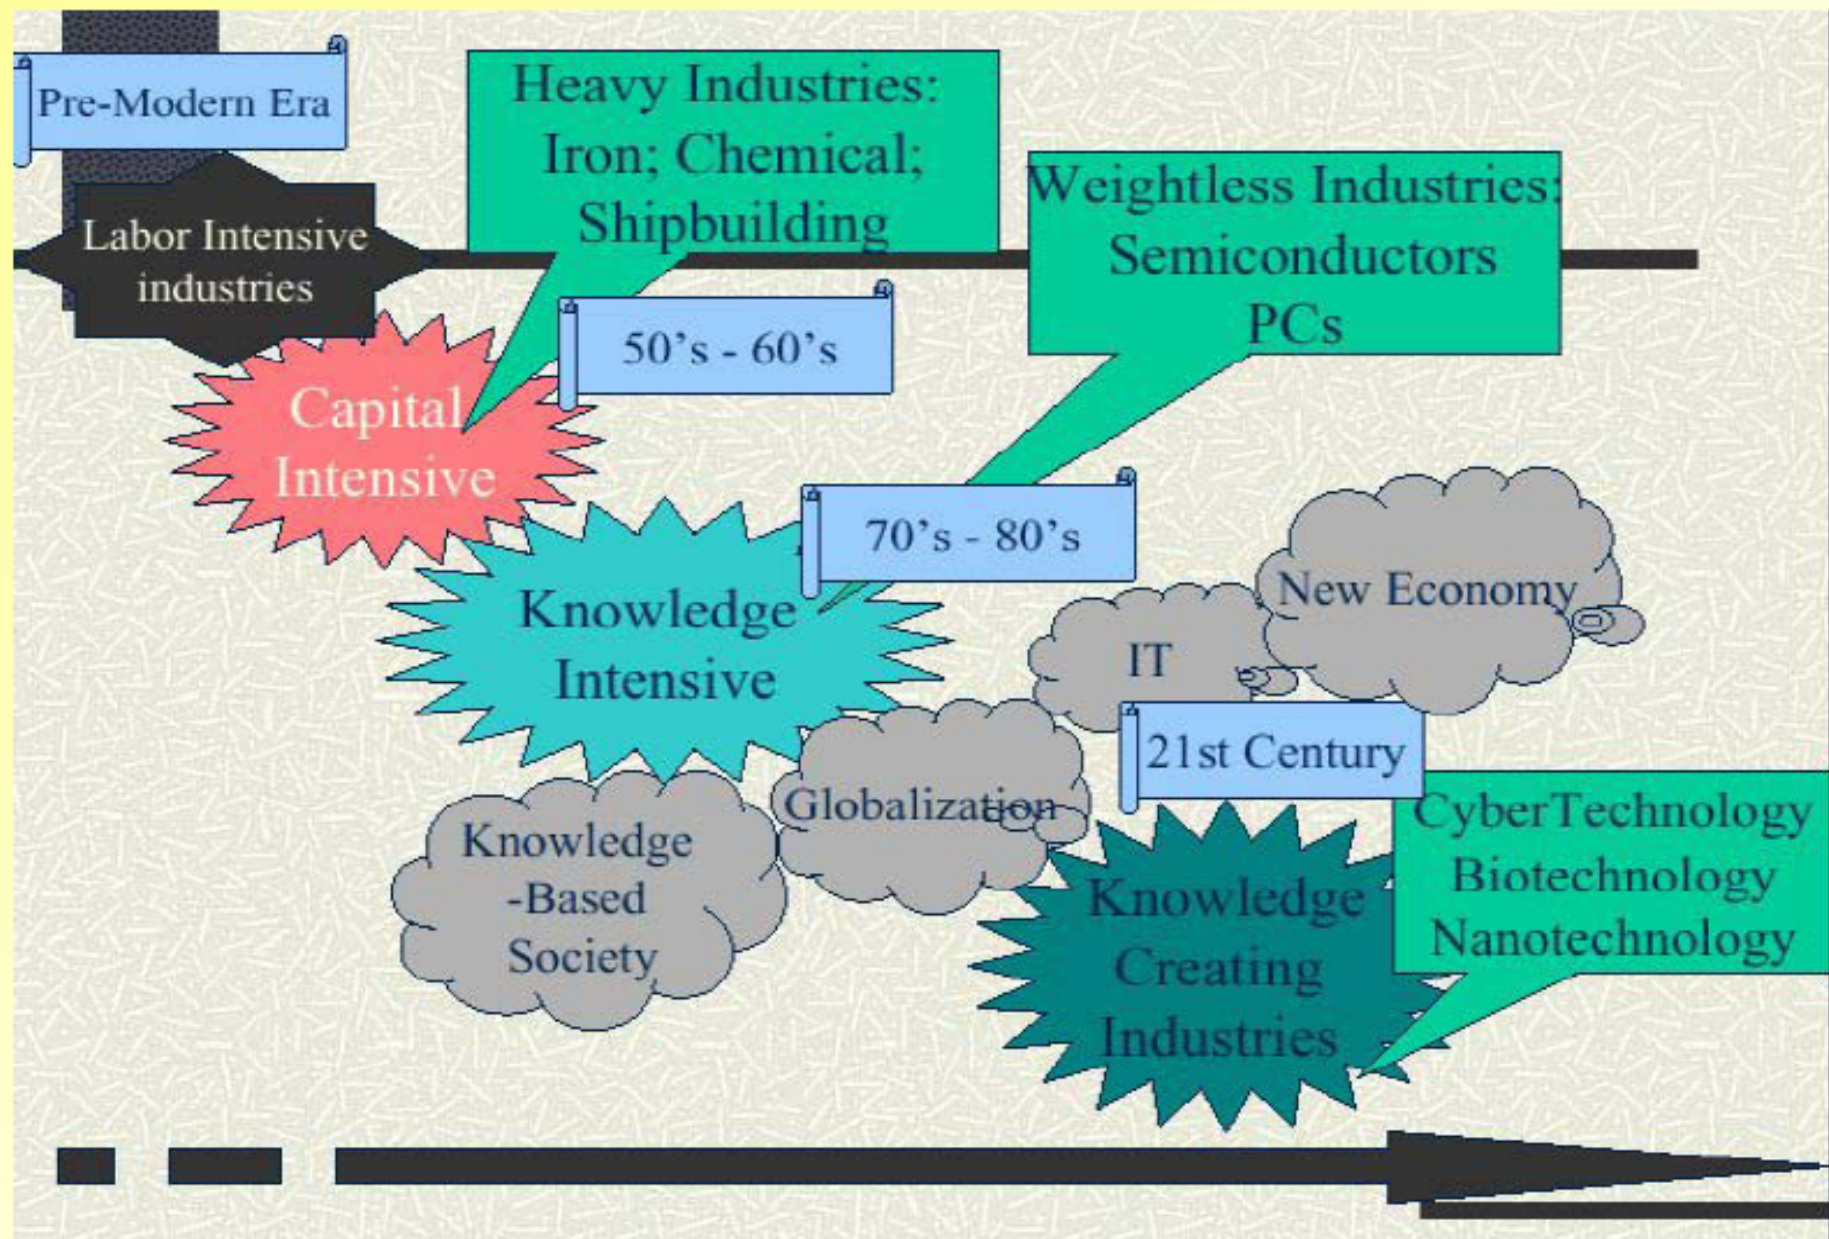 Pre-Modern Era
Labor Intensive
industries
Heavy Industries:
Iron; Chemical;
Shipbuilding
Weightless Industries:
Semiconductors
PCs
50's - 60's
Capital
Intensive
70's - 80's
Knowledge
Intensive
New Economy
IT
21st Century
Globalization
Knowledge
-Based
Society
CyberTechnology
Biotechnology
Nanotechnology
Knowledge
Creating
Industries